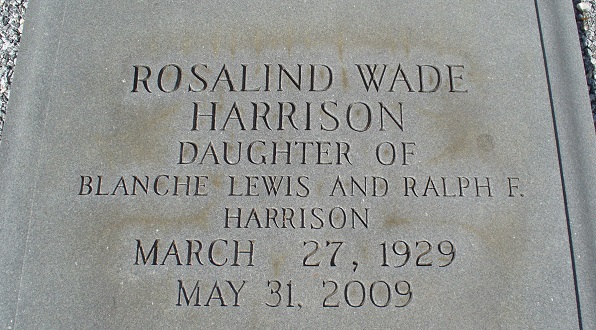 ROSALIND WADE
HARRISON
DAUGHTER OF
BLANCHE LEWIS AND RALPH F.
HARRISON
MARCH 27, 1929
MAY 31, 2009